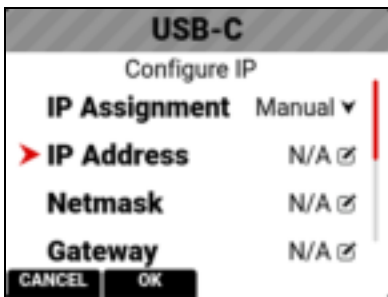 USB-C
Configure IP
IP Assignment Manual
IP Address N/A
Netmask N/A
Gateway N/A
CANCEL OK